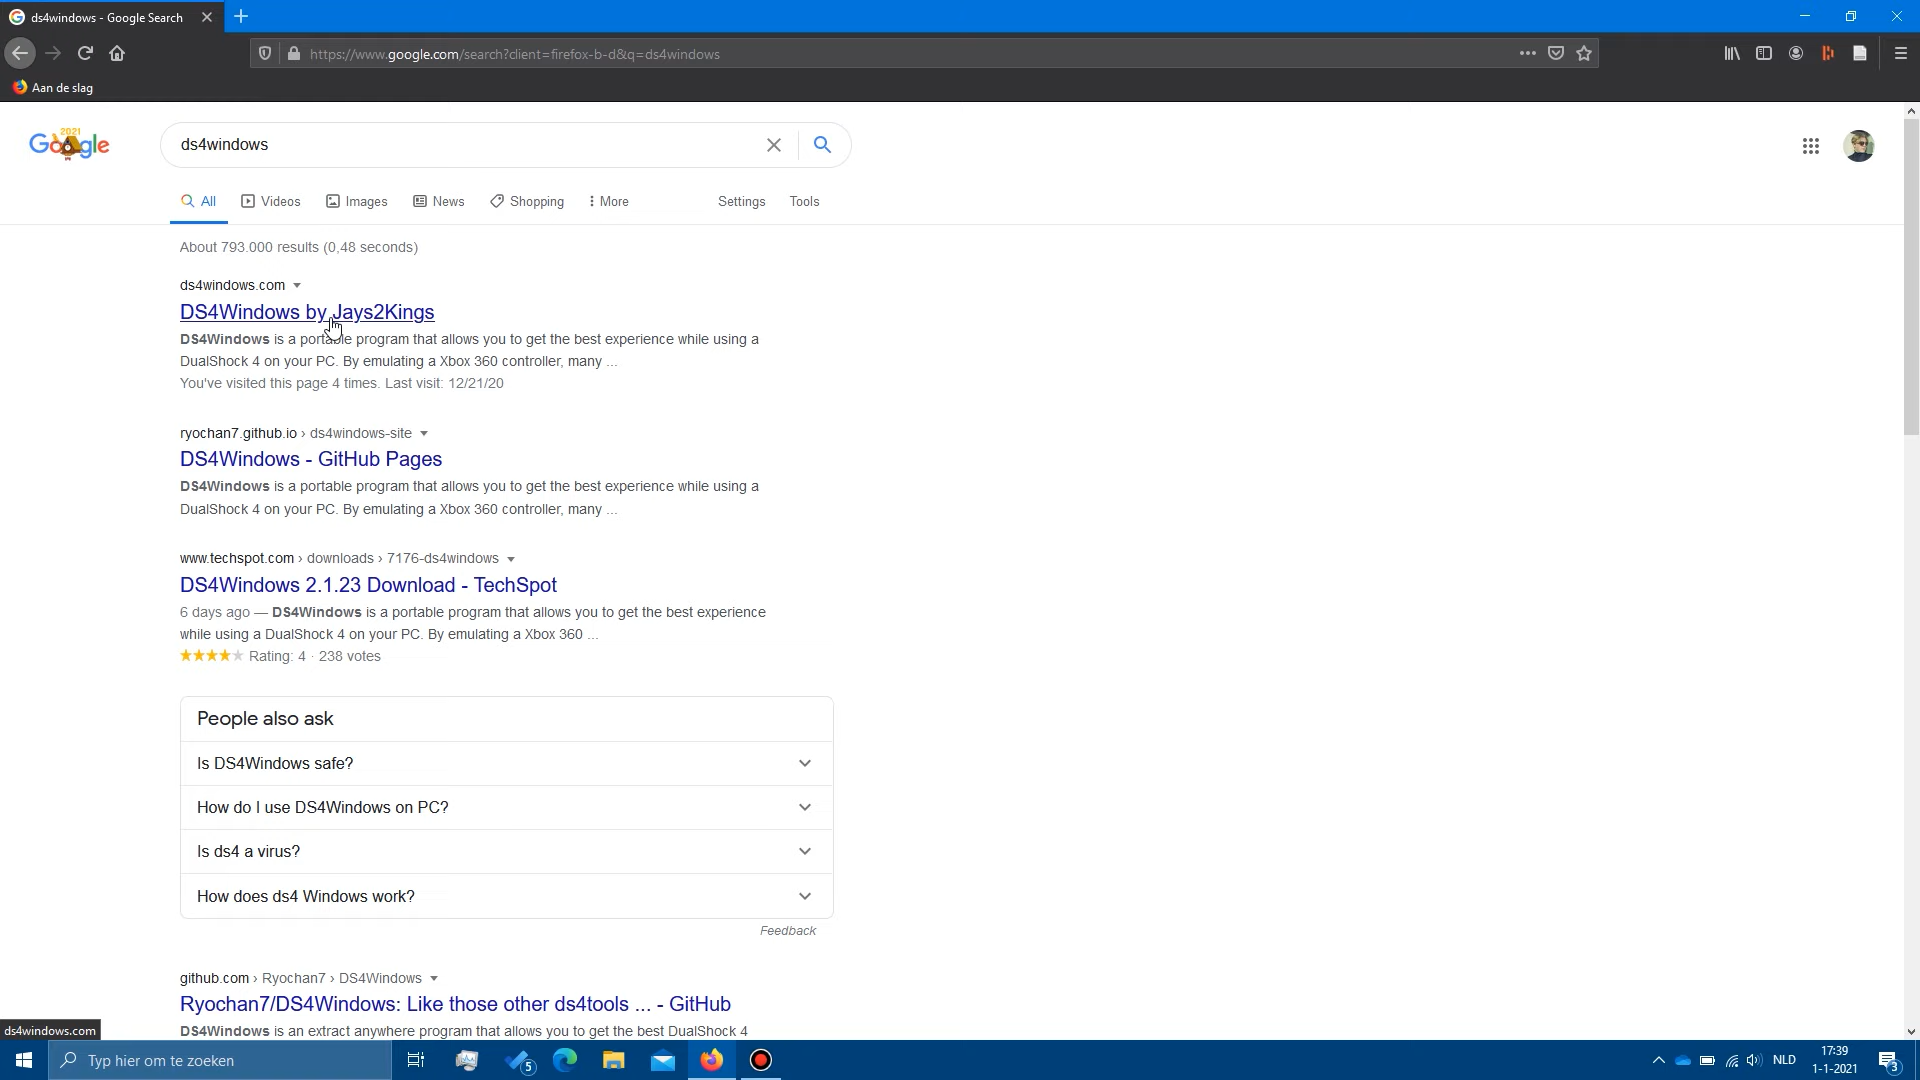 ds4windows - Google Search
https://www.google.com/search?client=firefox-b-d&q=ds4windows
Aan de slag
2021
Google
ds4windows
All
Videos
Images
News
Shopping
More
Settings
Tools
About 793.000 results (0,48 seconds)
ds4windows.com
DS4Windows by Jays2Kings
DS4Windows is a portable program that allows you to get the best experience while using a
DualShock 4 on your PC. By emulating a Xbox 360 controller, many ...
You've visited this page 4 times. Last visit: 12/21/20
ryochan7.github.io › ds4windows-site
DS4Windows - GitHub Pages
DS4Windows is a portable program that allows you to get the best experience while using a
DualShock 4 on your PC. By emulating a Xbox 360 controller, many ...
www.techspot.com › downloads › 7176-ds4windows
DS4Windows 2.1.23 Download - TechSpot
6 days ago — DS4Windows is a portable program that allows you to get the best experience
while using a DualShock 4 on your PC. By emulating a Xbox 360 ...
Rating: 4 · 238 votes
People also ask
Is DS4Windows safe?
How do I use DS4Windows on PC?
Is ds4 a virus?
How does ds4 Windows work?
Feedback
github.com › Ryochan7 › DS4Windows
Ryochan7/DS4Windows: Like those other ds4tools ... - GitHub
DS4Windows is an extract anywhere program that allows you to get the best DualShock 4
ds4windows.com
Typ hier om te zoeken
5
NLD
17:39
1-1-2021
3